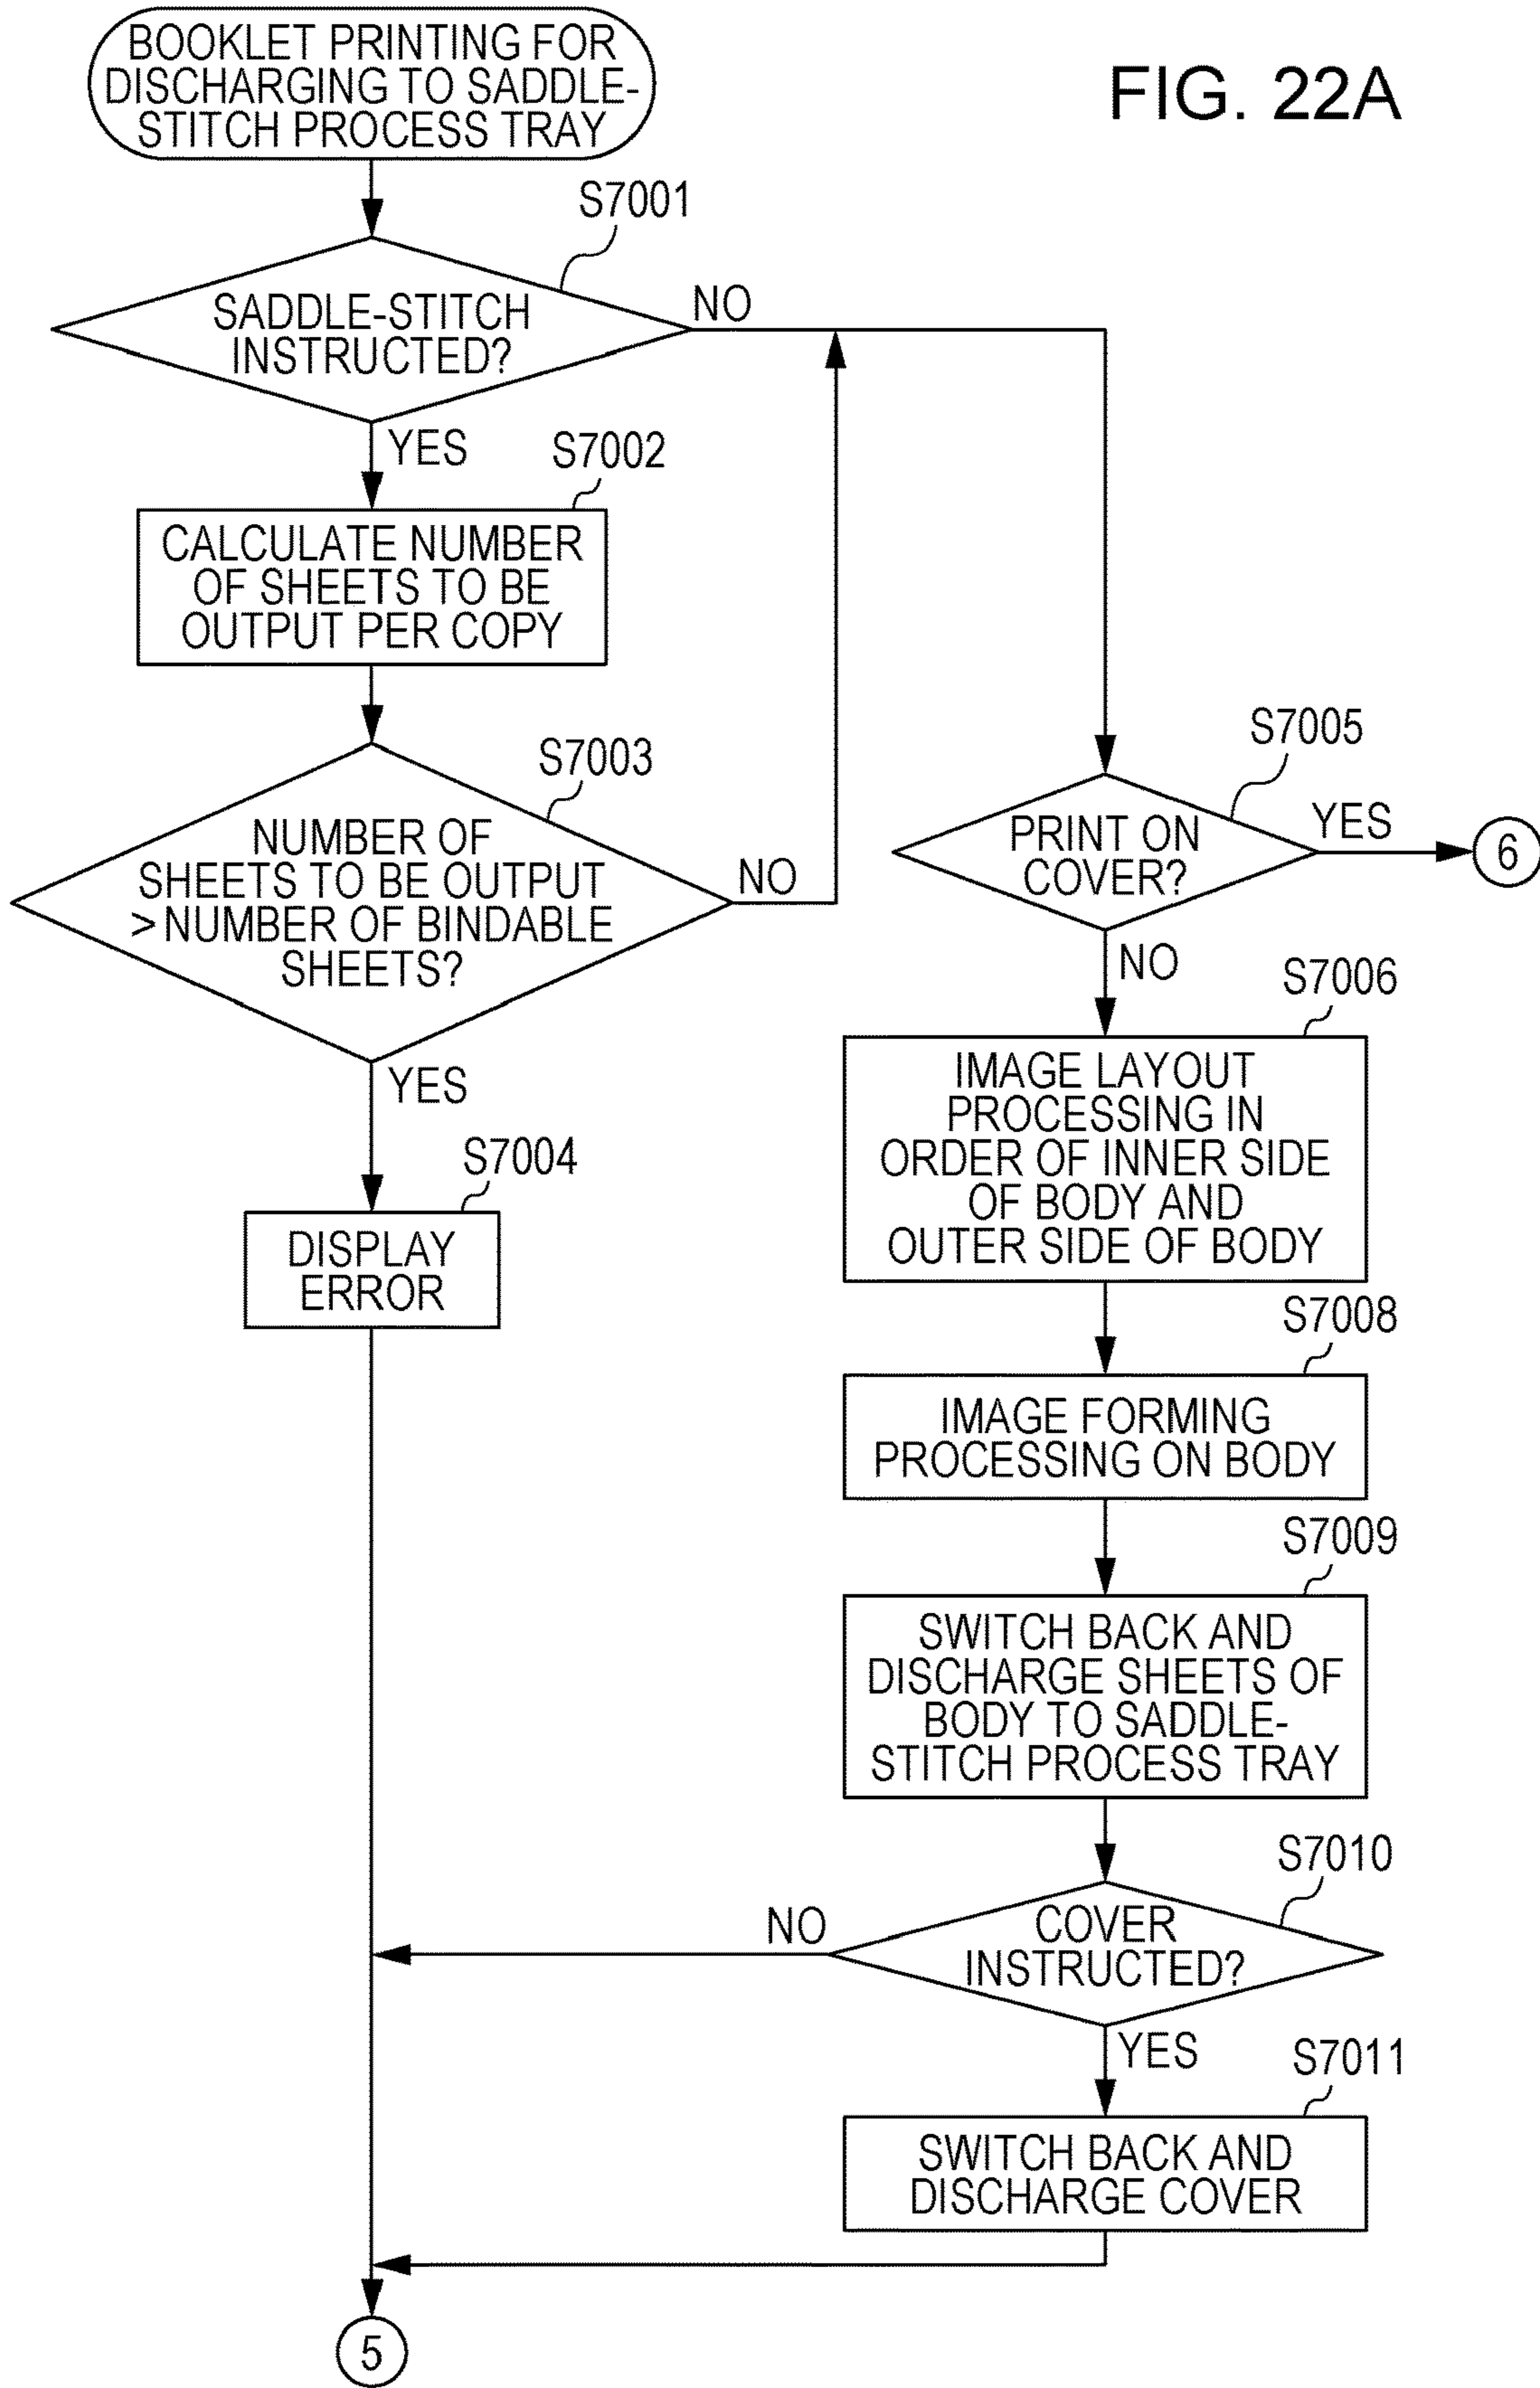 FIG. 22A
BOOKLET PRINTING FOR
DISCHARGING TO SADDLE-
STITCH PROCESS TRAY
S7001
SADDLE-STITCH
INSTRUCTED?
NO
YES
S7002
CALCULATE NUMBER
OF SHEETS TO BE
OUTPUT PER COPY
S7003
NUMBER OF
SHEETS TO BE OUTPUT
> NUMBER OF BINDABLE
SHEETS?
NO
YES
S7004
DISPLAY
ERROR
S7005
PRINT ON
COVER?
YES
6
NO
S7006
IMAGE LAYOUT
PROCESSING IN
ORDER OF INNER SIDE
OF BODY AND
OUTER SIDE OF BODY
S7008
IMAGE FORMING
PROCESSING ON BODY
S7009
SWITCH BACK AND
DISCHARGE SHEETS OF
BODY TO SADDLE-
STITCH PROCESS TRAY
S7010
COVER
INSTRUCTED?
NO
YES
S7011
SWITCH BACK AND
DISCHARGE COVER
5